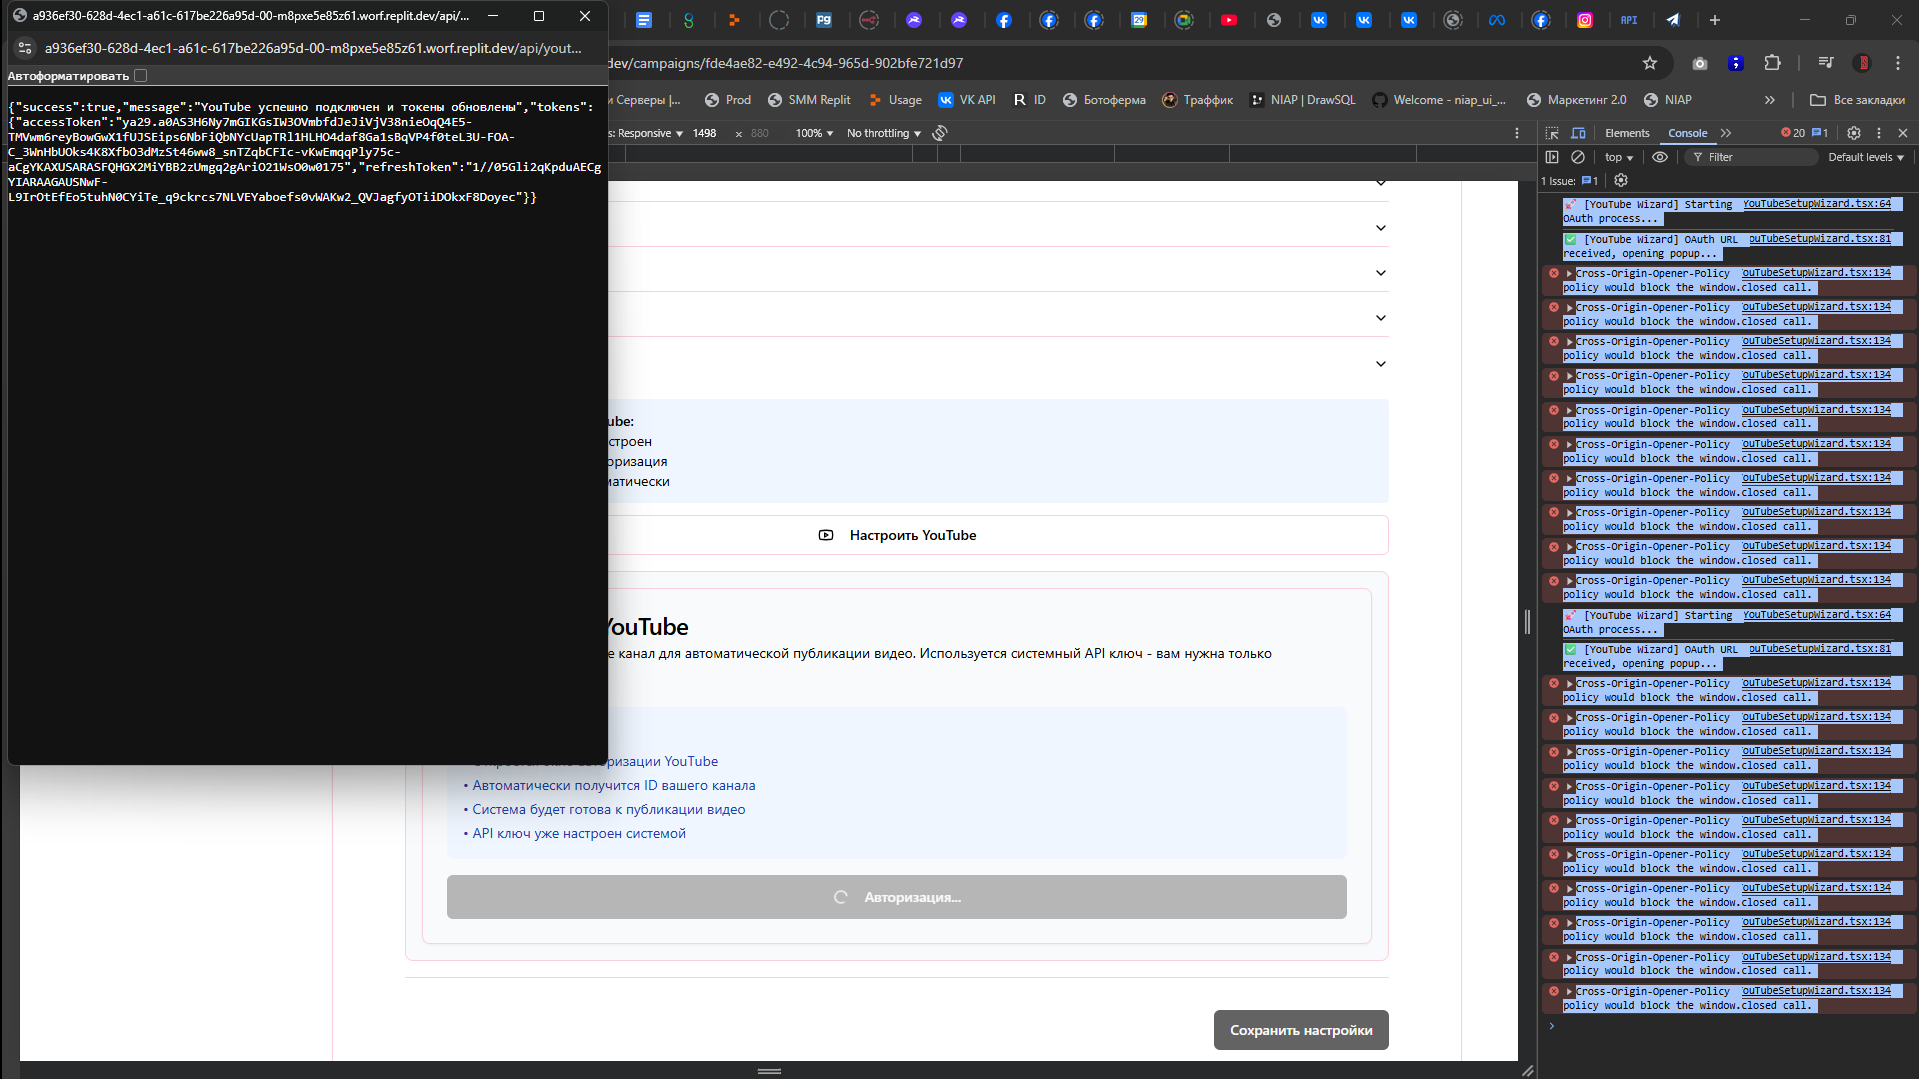 a936ef30-628d-4ec1-a61c-617be226a95d-00-m8pxe5e85z61.worf.replit.dev/api/...
a936ef30-628d-4ec1-a61c-617be226a95d-00-m8pxe5e85z61.worf.replit.dev/api/yout...
dev/campaigns/fde4ae82-e492-4c94-965d-902bfe721d97
и Серверы |...
Prod
SMM Replit
Usage
VK API
ID
Ботоферма
Траффик
NIAP | DrawSQL
Welcome - niap_ui_...
Маркетинг 2.0
NIAP
Все закладки
Автоформатировать
{"success":true,"message":"YouTube успешно подключен и токены обновлены","tokens":
s: Responsive
1498
×
880
100%
No throttling
Elements
Console
20
1
top
Filter
Default levels
1 Issue:
1
ube:
строен
оризация
матически
Настроить YouTube
YouTube
е канал для автоматической публикации видео. Используется системный API ключ - вам нужна только
• Автоматически получится ID вашего канала
• Система будет готова к публикации видео
• API ключ уже настроен системой
Авторизация...
Сохранить настройки
[YouTube Wizard] Starting OAuth process...
YouTubeSetupWizard.tsx:64
[YouTube Wizard] OAuth URL received, opening popup...
ouTubeSetupWizard.tsx:81
Cross-Origin-Opener-Policy policy would block the window.closed call.
ouTubeSetupWizard.tsx:134
Cross-Origin-Opener-Policy policy would block the window.closed call.
ouTubeSetupWizard.tsx:134
Cross-Origin-Opener-Policy policy would block the window.closed call.
ouTubeSetupWizard.tsx:134
Cross-Origin-Opener-Policy policy would block the window.closed call.
ouTubeSetupWizard.tsx:134
Cross-Origin-Opener-Policy policy would block the window.closed call.
ouTubeSetupWizard.tsx:134
Cross-Origin-Opener-Policy policy would block the window.closed call.
ouTubeSetupWizard.tsx:134
Cross-Origin-Opener-Policy policy would block the window.closed call.
ouTubeSetupWizard.tsx:134
Cross-Origin-Opener-Policy policy would block the window.closed call.
ouTubeSetupWizard.tsx:134
Cross-Origin-Opener-Policy policy would block the window.closed call.
ouTubeSetupWizard.tsx:134
Cross-Origin-Opener-Policy policy would block the window.closed call.
ouTubeSetupWizard.tsx:134
[YouTube Wizard] Starting OAuth process...
YouTubeSetupWizard.tsx:64
[YouTube Wizard] OAuth URL received, opening popup...
ouTubeSetupWizard.tsx:81
Cross-Origin-Opener-Policy policy would block the window.closed call.
ouTubeSetupWizard.tsx:134
Cross-Origin-Opener-Policy policy would block the window.closed call.
ouTubeSetupWizard.tsx:134
Cross-Origin-Opener-Policy policy would block the window.closed call.
ouTubeSetupWizard.tsx:134
Cross-Origin-Opener-Policy policy would block the window.closed call.
ouTubeSetupWizard.tsx:134
Cross-Origin-Opener-Policy policy would block the window.closed call.
ouTubeSetupWizard.tsx:134
Cross-Origin-Opener-Policy policy would block the window.closed call.
ouTubeSetupWizard.tsx:134
Cross-Origin-Opener-Policy policy would block the window.closed call.
ouTubeSetupWizard.tsx:134
Cross-Origin-Opener-Policy policy would block the window.closed call.
ouTubeSetupWizard.tsx:134
Cross-Origin-Opener-Policy policy would block the window.closed call.
ouTubeSetupWizard.tsx:134
Cross-Origin-Opener-Policy policy would block the window.closed call.
ouTubeSetupWizard.tsx:134